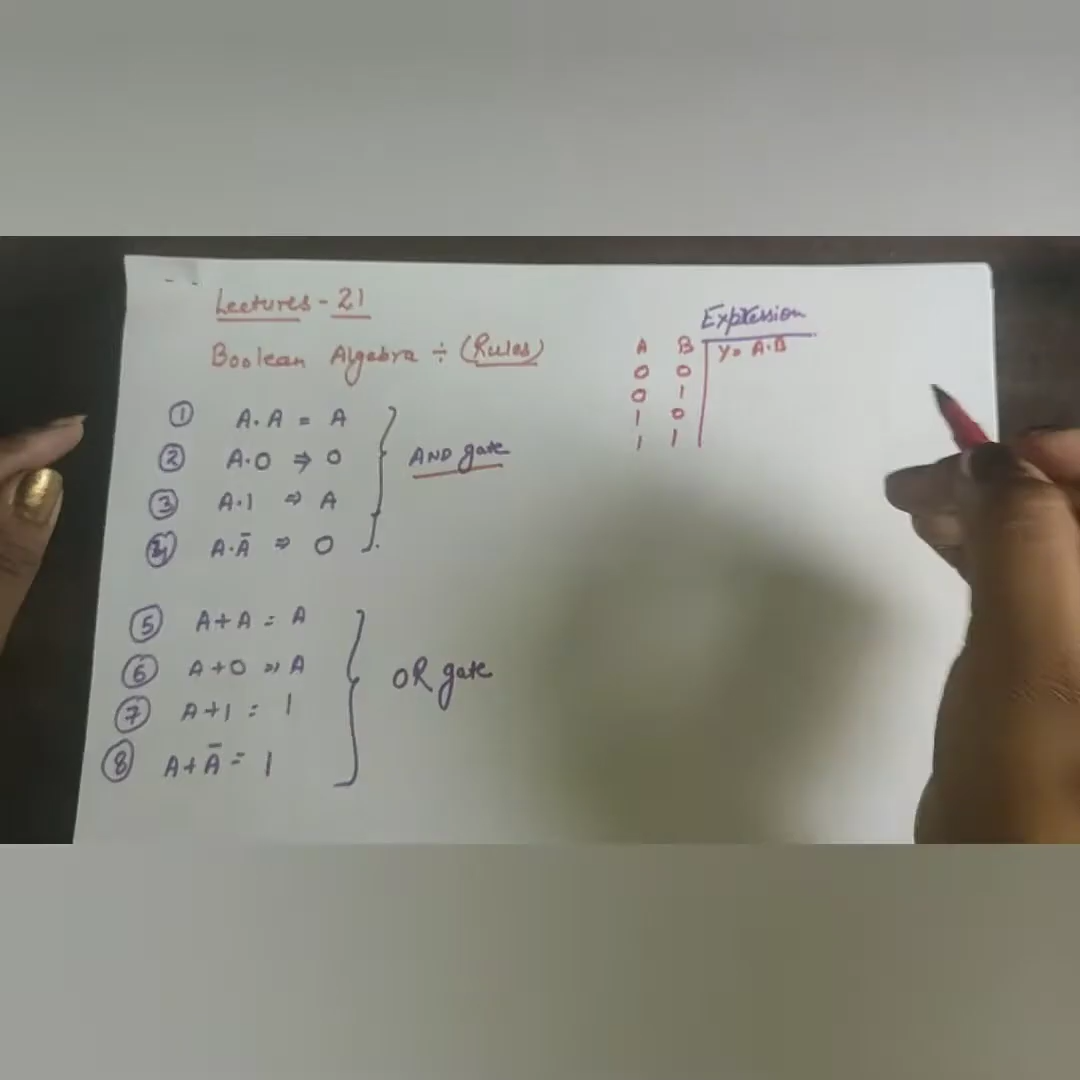 Lectures - 21
Boolean Algebra ÷ (Rules)
① A.A = A
② A.0 ⇒ 0
③ A.1 ⇒ A
④ A.Ā ⇒ 0
AND gate
⑤ A+A = A
⑥ A+0 ⇒ A
⑦ A+1 = 1
⑧ A+Ā = 1
OR gate
Expression
A B Y= A.B
0 0
0 1
1 0
1 1